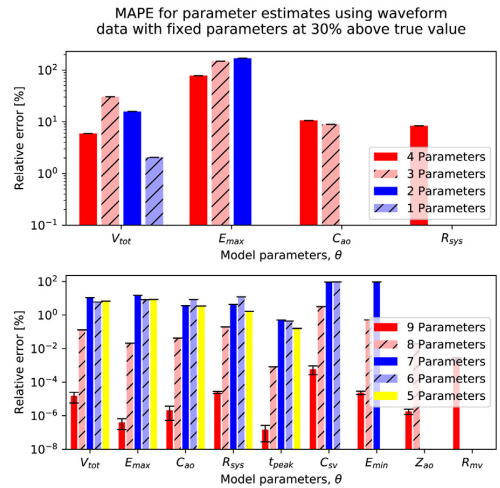 MAPE for parameter estimates using waveform
data with fixed parameters at 30% above true value
Relative error [%]
10²
10¹
10⁰
10⁻¹
4 Parameters
3 Parameters
2 Parameters
1 Parameters
V_tot E_max C_ao R_sys
Model parameters, θ
Relative error [%]
10²
10⁰
10⁻²
10⁻⁴
10⁻⁶
10⁻⁸
9 Parameters
8 Parameters
7 Parameters
6 Parameters
5 Parameters
V_tot E_max C_ao R_sys t_peak C_sv E_min Z_ao R_mv
Model parameters, θ